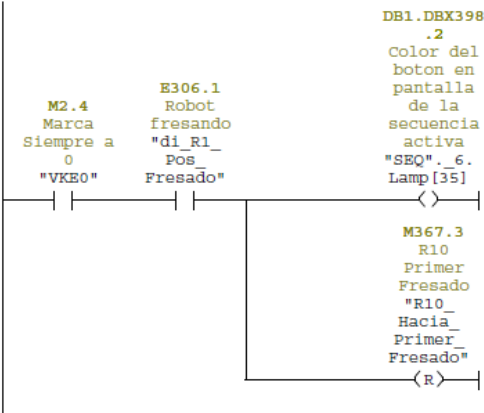 DB1.DBX398
.2
Color del
boton en
pantalla
de la
secuencia
activa
"SEQ"._6.
Lamp[35]
E306.1
Robot
fresando
"di_R1_
Pos_
Fresado"
M2.4
Marca
Siempre a
0
"VKE0"
M367.3
R10
Primer
Fresado
"R10_
Hacia_
Primer_
Fresado"
R